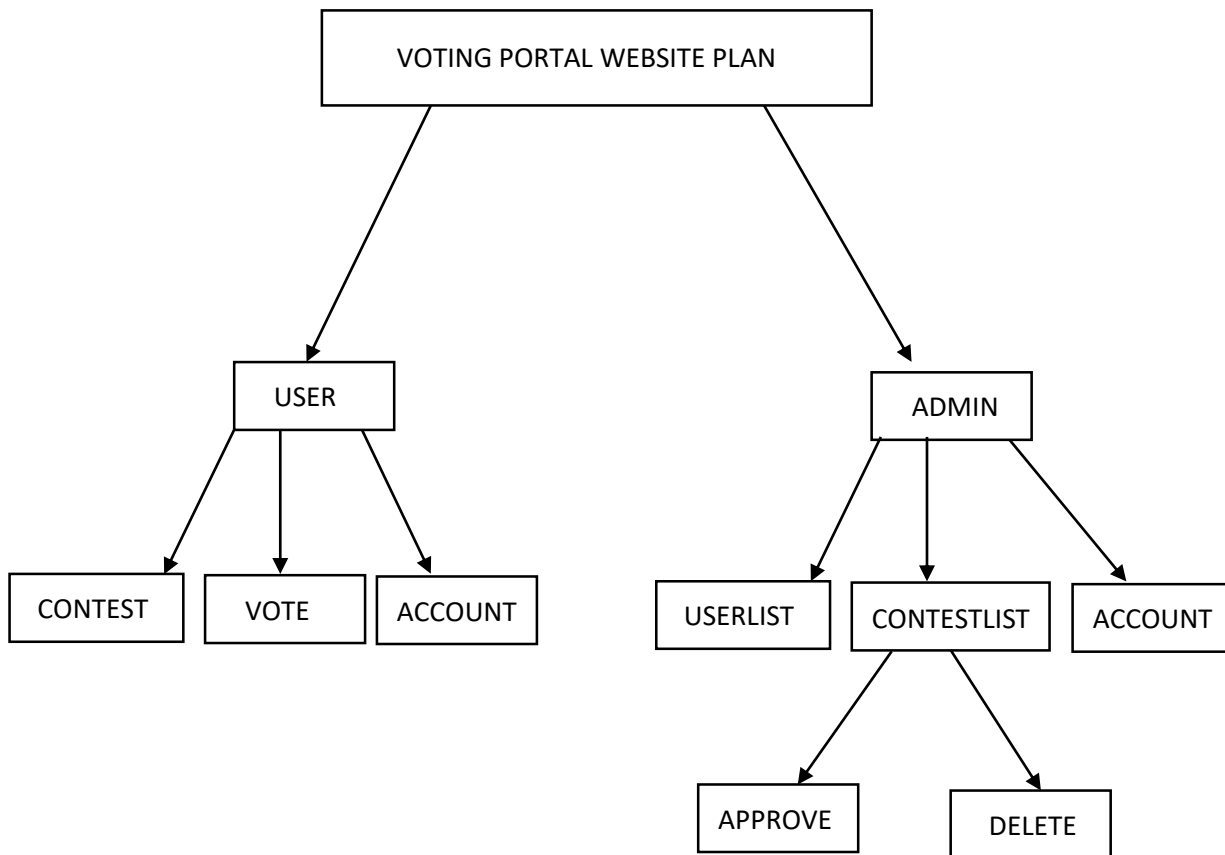 VOTING PORTAL WEBSITE PLAN
USER
ADMIN
CONTEST
VOTE
ACCOUNT
USERLIST
CONTESTLIST
ACCOUNT
APPROVE
DELETE